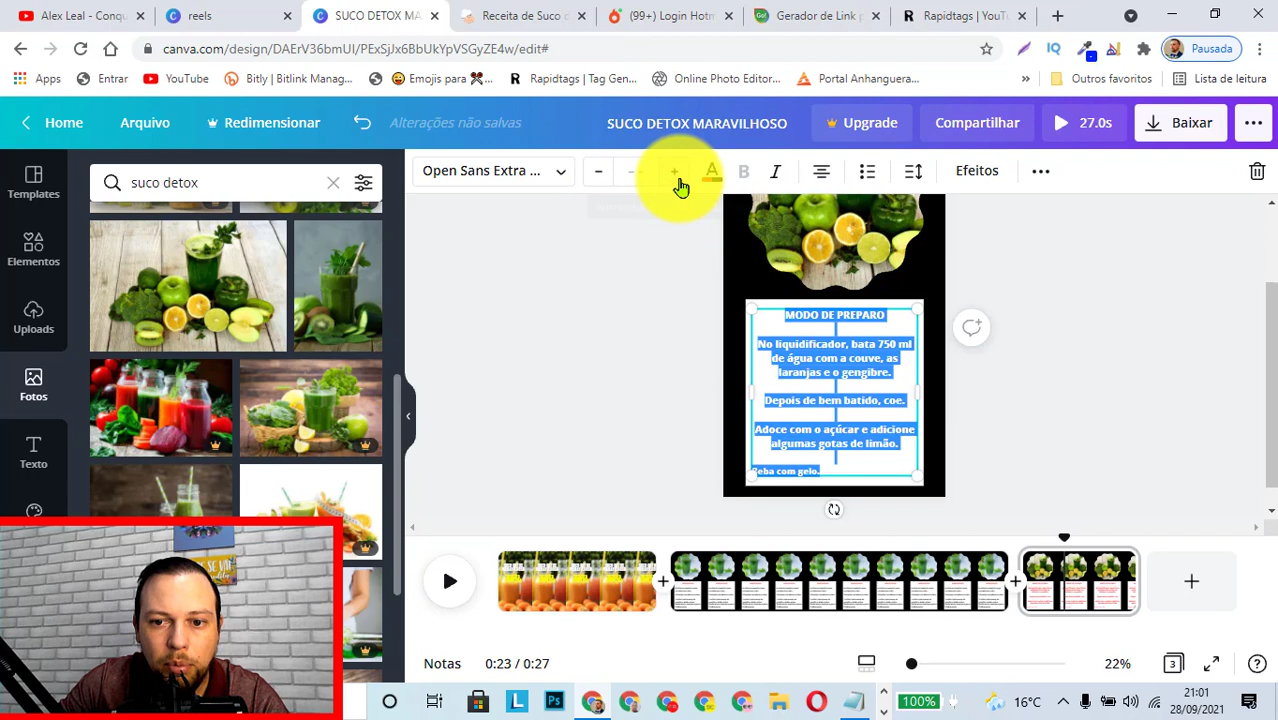 Alex Leal - Conqu
reels
SUCO DETOX MA
Receita de Suco d
(99+) Login Hotm
Gerador de Link p
Rapidtags | YouTu
canva.com/design/DAErV36bmUI/PExSjJx6BbUkYpVSGyZE4w/edit#
Pausada
Apps
Entrar
YouTube
Bitly | Bitlink Manag...
Emojis para
Rapidtags | Tag Gen...
Online Photo Editor...
Portal Manguera...
»
Outros favoritos
Lista de leitura
Home
Arquivo
Redimensionar
Alterações não salvas
SUCO DETOX MARAVILHOSO
Upgrade
Compartilhar
27.0s
Baixar
Templates
Elementos
Uploads
Fotos
Texto
suco detox
Open Sans Extra ...
A
B
I
Efeitos
MODO DE PREPARO
No liquidificador, bata 750 ml
de água com a couve, as
laranjas e o gengibre.
Depois de bem batido, coe.
Adoce com o açúcar e adicione
algumas gotas de limão.
Beba com gelo.
Notas
0:23 / 0:27
22%
3
100%
16°C
11:01
28/09/2021